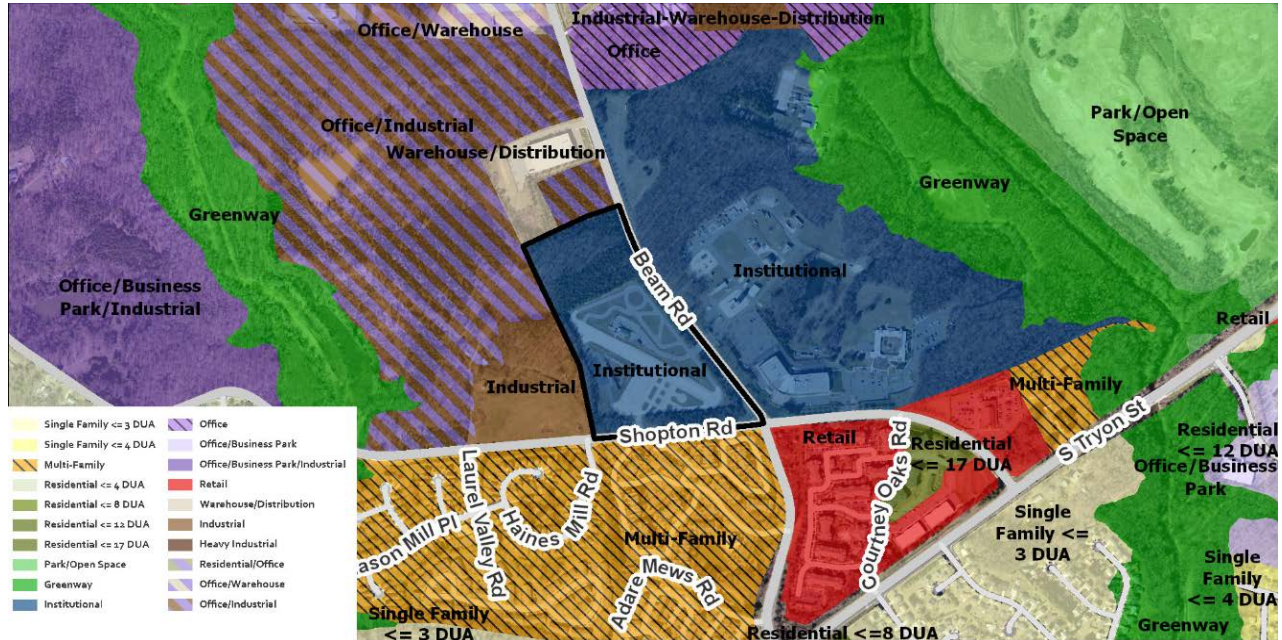 Office/Warehouse
Industrial-Warehouse-Distribution
Office
Office/Industrial
Warehouse/Distribution
Park/Open
Space
Greenway
Greenway
Office/Business
Park/Industrial
Institutional
Beam Rd
Retail
Industrial
Institutional
Multi-Family
Shopton Rd
S Tryon St
Retail
Residential
<= 17 DUA
Courtney Oaks Rd
Residential
<= 12 DUA
Office/Business
Park
Laurel Valley Rd
Haines Mill Rd
ason Mill Pl
Multi-Family
Adare Mews Rd
Single
Family <=
3 DUA
Single
Family
<= 4 DUA
Single Family
<= 3 DUA
Residential <=8 DUA
Greenway
Single Family <= 3 DUA
Single Family <= 4 DUA
Multi-Family
Residential <= 4 DUA
Residential <= 8 DUA
Residential <= 12 DUA
Residential <= 17 DUA
Park/Open Space
Greenway
Institutional
Office
Office/Business Park
Office/Business Park/Industrial
Retail
Warehouse/Distribution
Industrial
Heavy Industrial
Residential/Office
Office/Warehouse
Office/Industrial